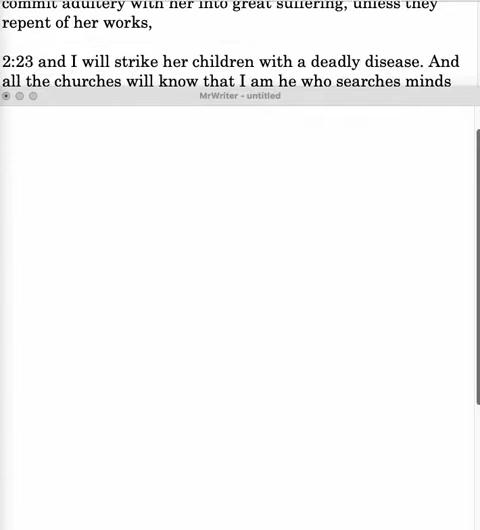 commit adultery with her into great suffering, unless they
repent of her works,
2:23 and I will strike her children with a deadly disease. And
all the churches will know that I am he who searches minds
MrWriter - untitled